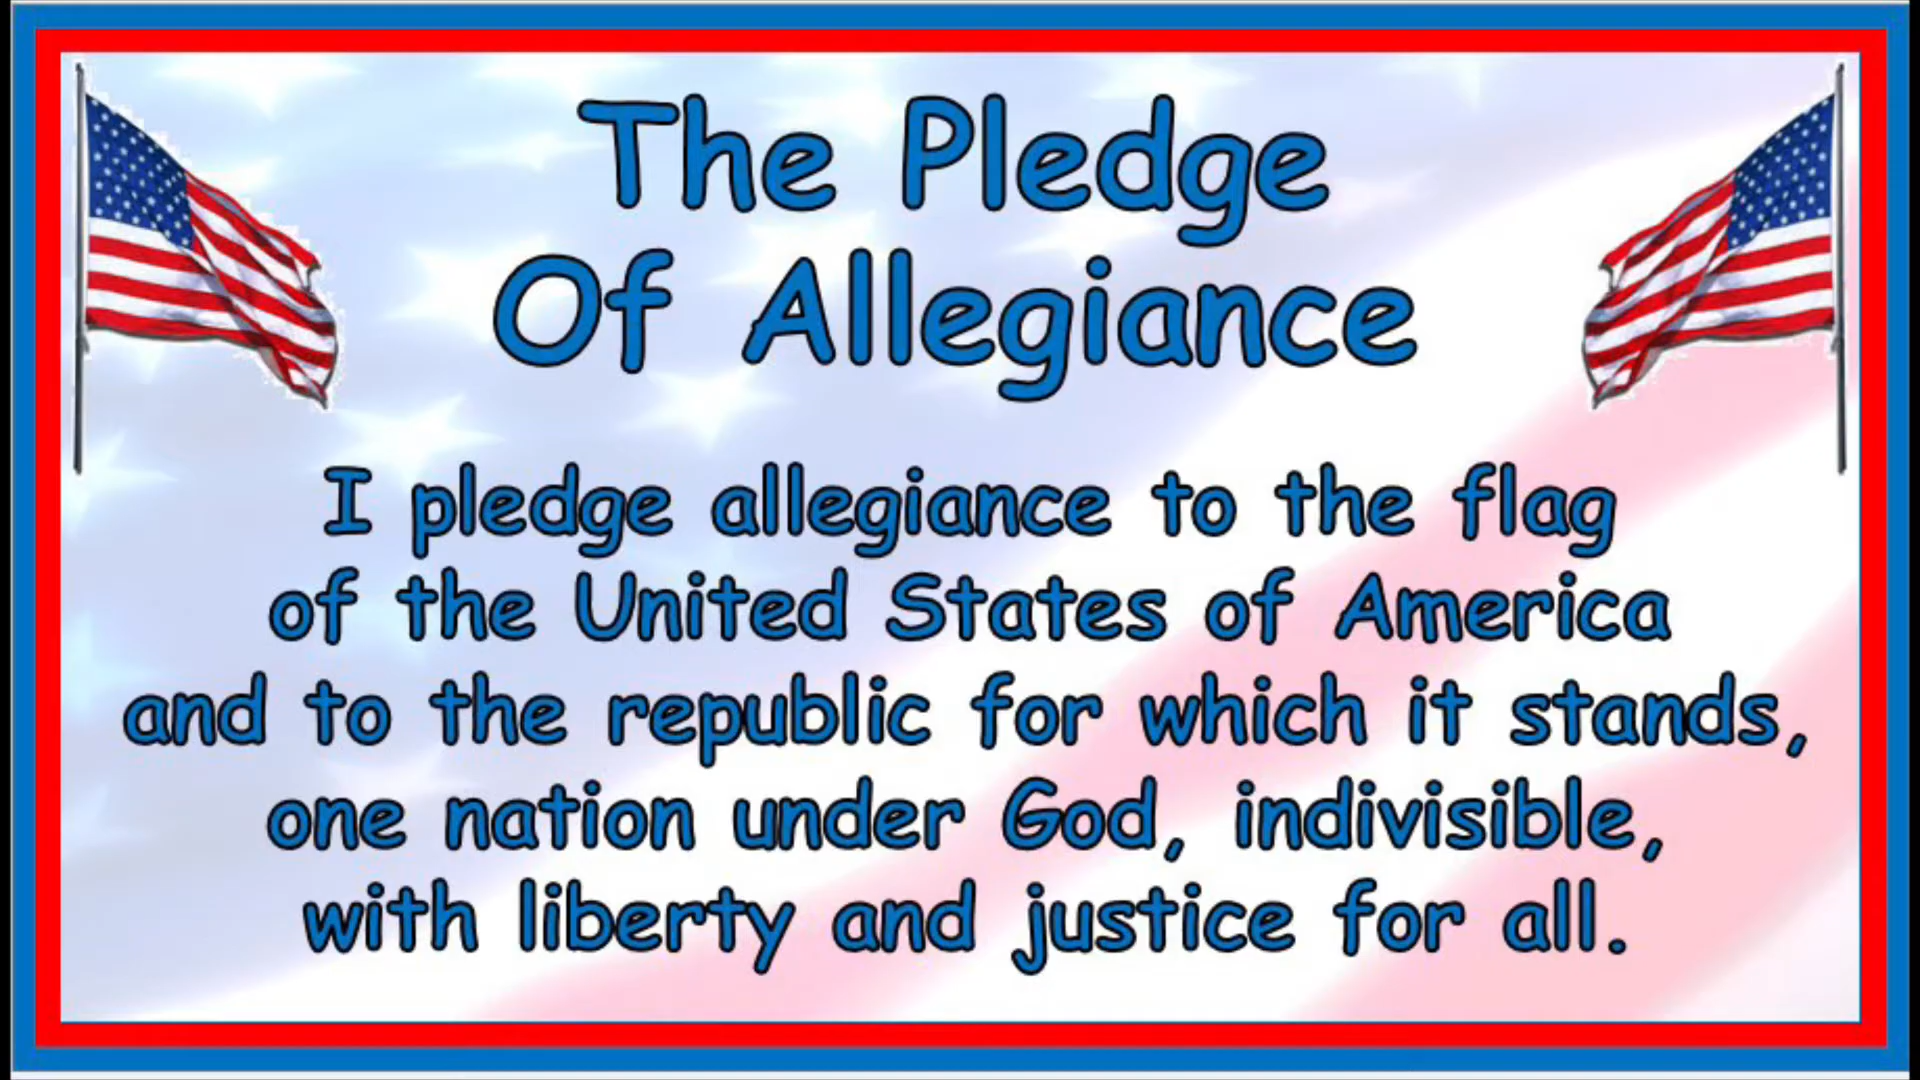 The Pledge
Of Allegiance
I pledge allegiance to the flag
of the United States of America
and to the republic for which it stands,
one nation under God, indivisible,
with liberty and justice for all.